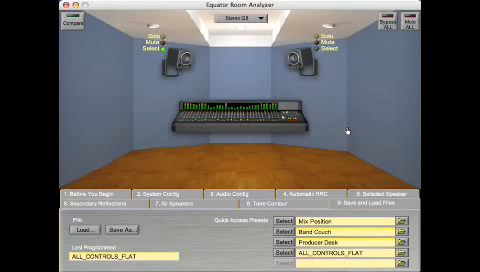 Equator Room Analyzer
Compare
Stereo Q8
Bypass ALL
Mute ALL
Solo
Mute
Select
Solo
Mute
Select
1. Before You Begin
2. System Config
3. Audio Config
4. Automatic RRC
5. Selected Speaker
6. Secondary Reflections
7. All Speakers
8. Tone Contour
9. Save and Load Files
File
Load...
Save As...
Last Programmed
ALL_CONTROLS_FLAT
Quick Access Presets
Select Mix Position
Select Band Couch
Select Producer Desk
Select ALL_CONTROLS_FLAT
Select